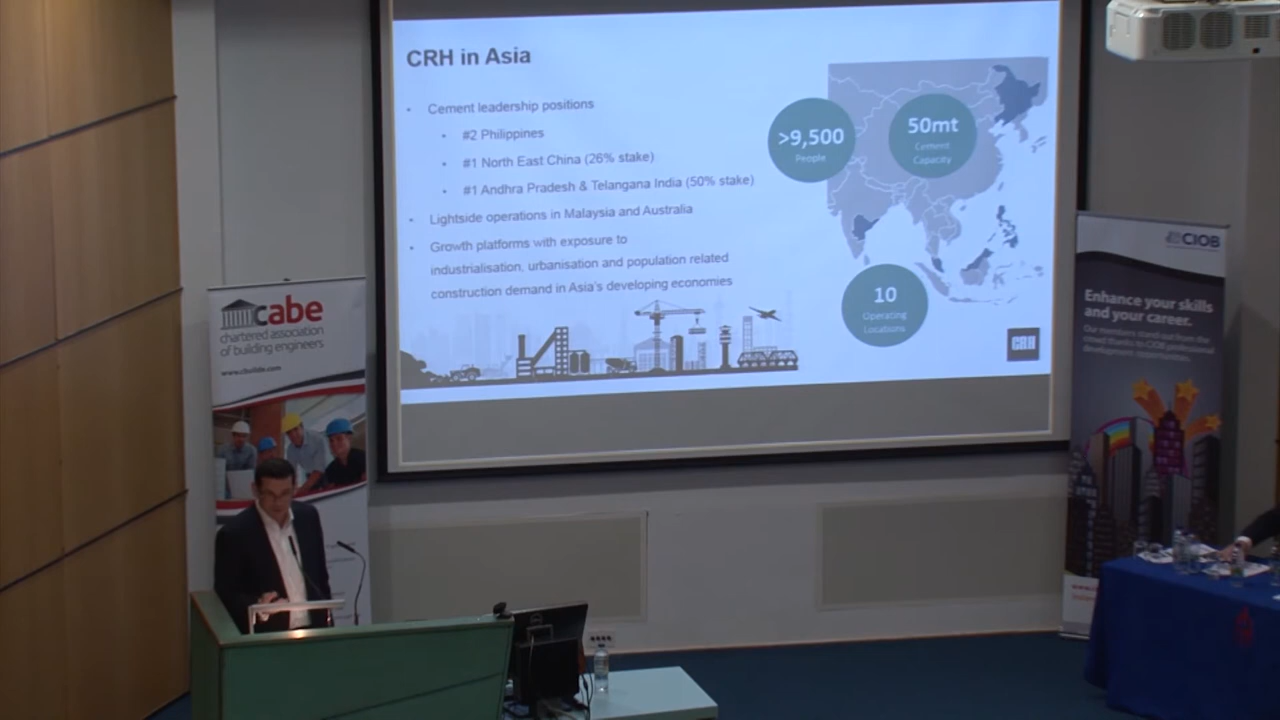 CRH in Asia
• Cement leadership positions
• #2 Philippines
• #1 North East China (26% stake)
• #1 Andhra Pradesh & Telangana India (50% stake)
• Lightside operations in Malaysia and Australia
• Growth platforms with exposure to
industrialisation, urbanisation and population related
construction demand in Asia's developing economies
>9,500
People
50mt
Cement
Capacity
10
Operating
Locations
CRH
cabe
chartered association
of building engineers
CIOB
Enhance your skills
and your career.